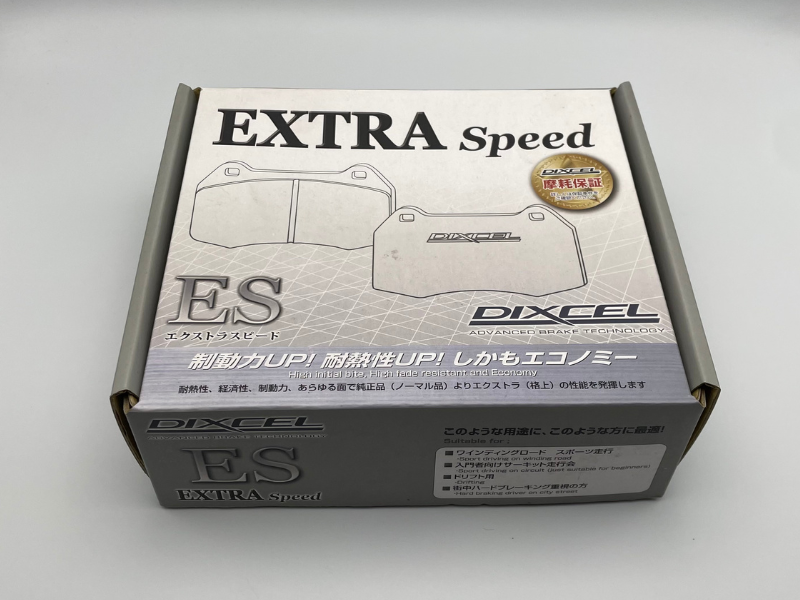 EXTRA Speed
DIXCEL
摩耗保証
DIXCEL
ES
エクストラスピード
DIXCEL
ADVANCED BRAKE TECHNOLOGY
制動力UP! 耐熱性UP! しかもエコノミー
High initial bite, High fade resistant and Economy
耐熱性、経済性、制動力、あらゆる面で純正品（ノーマル品）よりエクストラ（格上）の性能を発揮します
DIXCEL
ADVANCED BRAKE TECHNOLOGY
ES
EXTRA Speed
このような用途に、このような方に最適!
Suitable for :
■ワインディングロード スポーツ走行
-Sport driving on winding road
■入門者向けサーキット走行会
-Sport driving on circuit (just suitable for beginners)
■ドリフト用
-Drifting
■街中ハードブレーキング重視の方
-Hard braking driver on city street